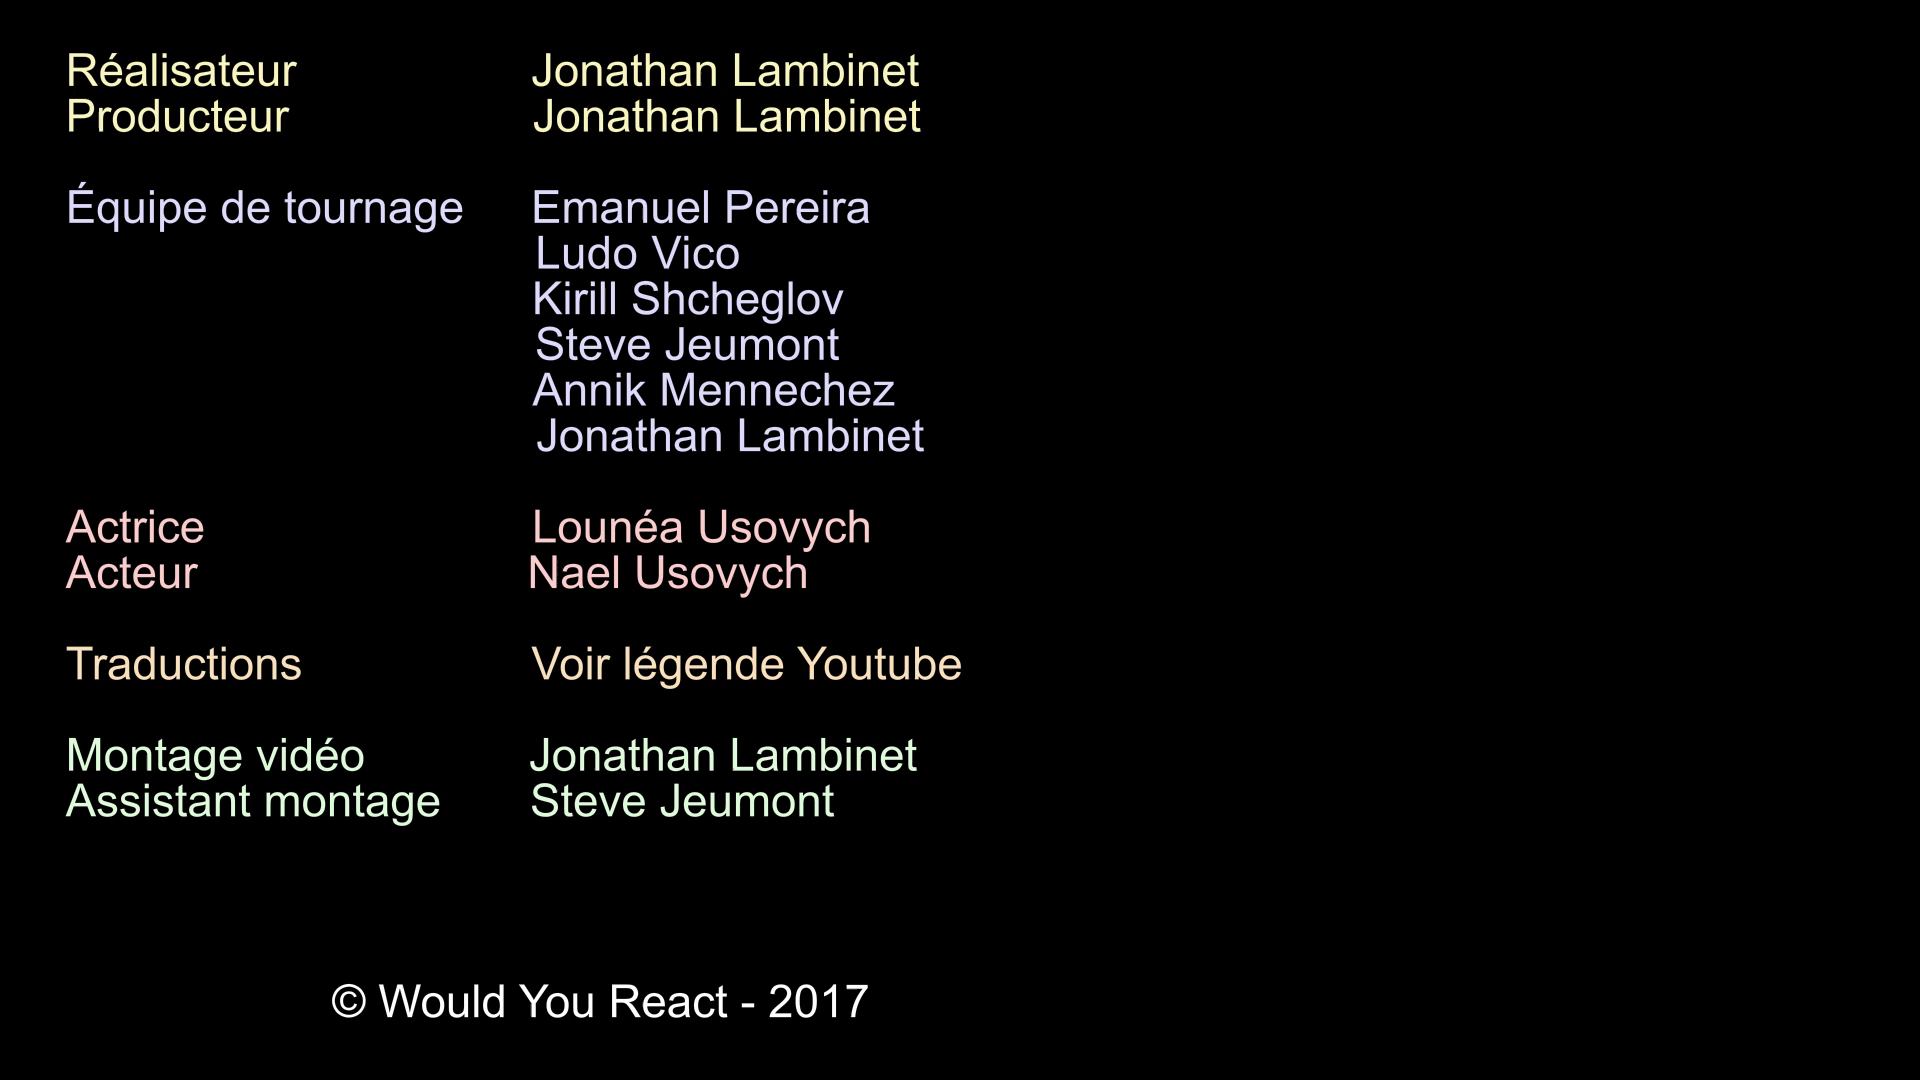 Réalisateur Jonathan Lambinet
Producteur Jonathan Lambinet
Équipe de tournage Emanuel Pereira
Ludo Vico
Kirill Shcheglov
Steve Jeumont
Annik Mennechez
Jonathan Lambinet
Actrice Lounéa Usovych
Acteur Nael Usovych
Traductions Voir légende Youtube
Montage vidéo Jonathan Lambinet
Assistant montage Steve Jeumont
© Would You React - 2017